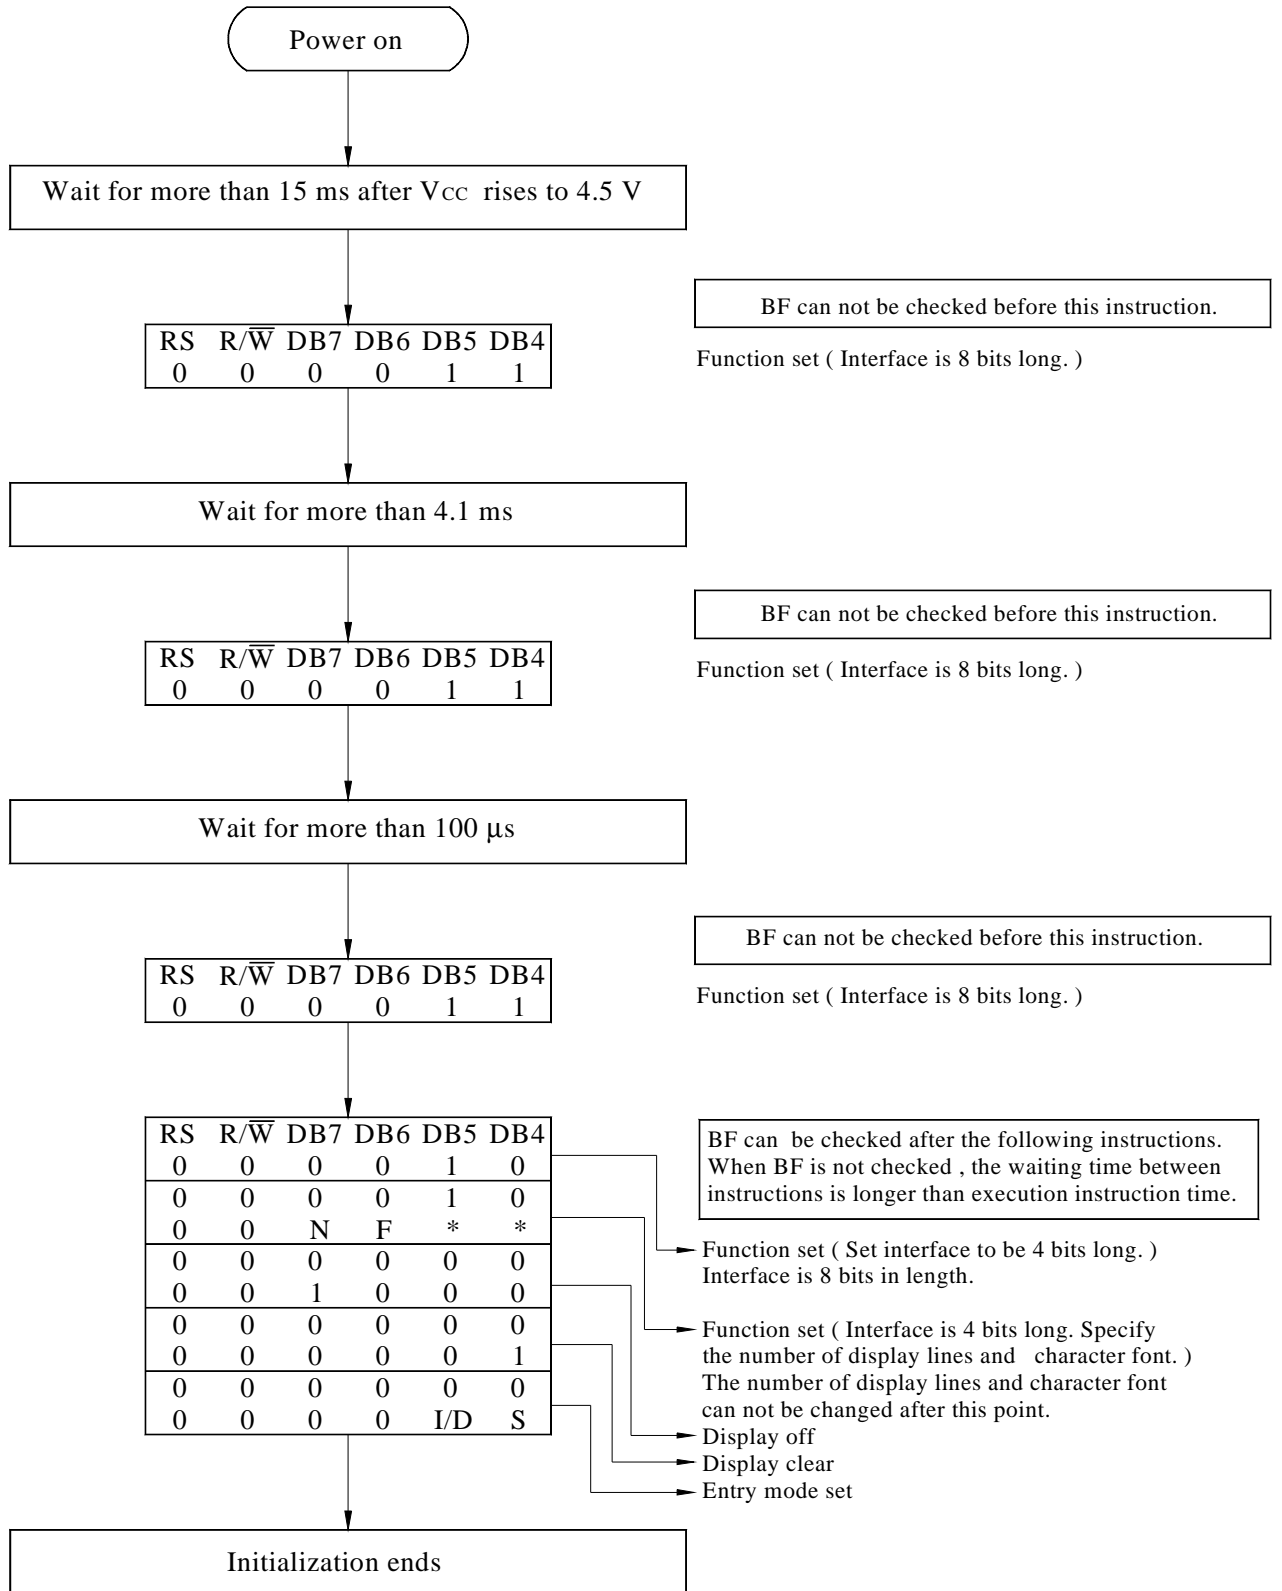 Power on
Wait for more than 15 ms after VCC rises to 4.5 V
BF can not be checked before this instruction.
RS R/W̅ DB7 DB6 DB5 DB4
0 0 0 0 1 1
Function set ( Interface is 8 bits long. )
Wait for more than 4.1 ms
BF can not be checked before this instruction.
RS R/W̅ DB7 DB6 DB5 DB4
0 0 0 0 1 1
Function set ( Interface is 8 bits long. )
Wait for more than 100 μs
BF can not be checked before this instruction.
RS R/W̅ DB7 DB6 DB5 DB4
0 0 0 0 1 1
Function set ( Interface is 8 bits long. )
RS R/W̅ DB7 DB6 DB5 DB4
0 0 0 0 1 0
0 0 0 0 1 0
0 0 N F * *
0 0 0 0 0 0
0 0 1 0 0 0
0 0 0 0 0 0
0 0 0 0 0 1
0 0 0 0 0 0
0 0 0 0 I/D S
BF can be checked after the following instructions.
When BF is not checked , the waiting time between
instructions is longer than execution instruction time.
Function set ( Set interface to be 4 bits long. )
Interface is 8 bits in length.
Function set ( Interface is 4 bits long. Specify
the number of display lines and character font. )
The number of display lines and character font
can not be changed after this point.
Display off
Display clear
Entry mode set
Initialization ends